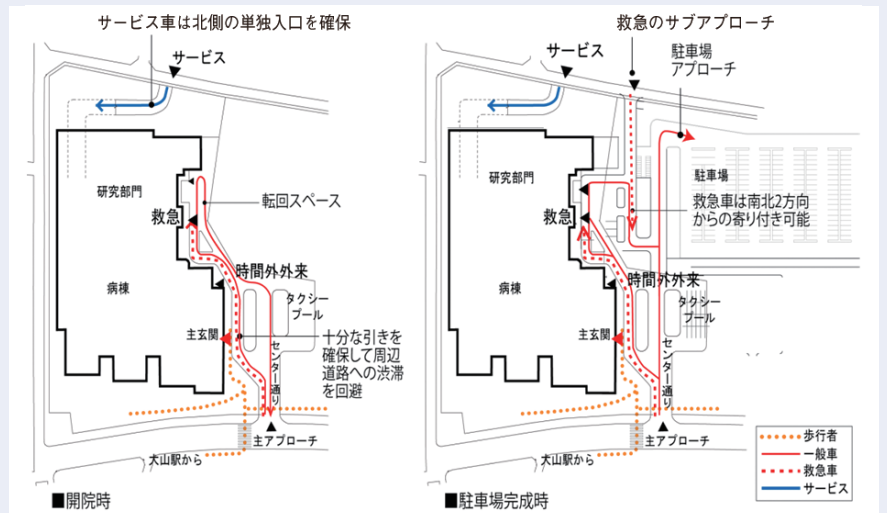 サービス車は北側の単独入口を確保
サービス
研究部門
救急
転回スペース
時間外外来
病棟
タクシー
プール
主玄関
十分な引きを
確保して周辺
道路への渋滞
を回避
センター通り
主アプローチ
犬山駅から
■開院時
救急のサブアプローチ
サービス
駐車場
アプローチ
研究部門
駐車場
救急車は南北2方向
からの寄り付き可能
救急
時間外外来
病棟
タクシー
プール
主玄関
センター通り
主アプローチ
犬山駅から
歩行者
一般車
救急車
サービス
■駐車場完成時